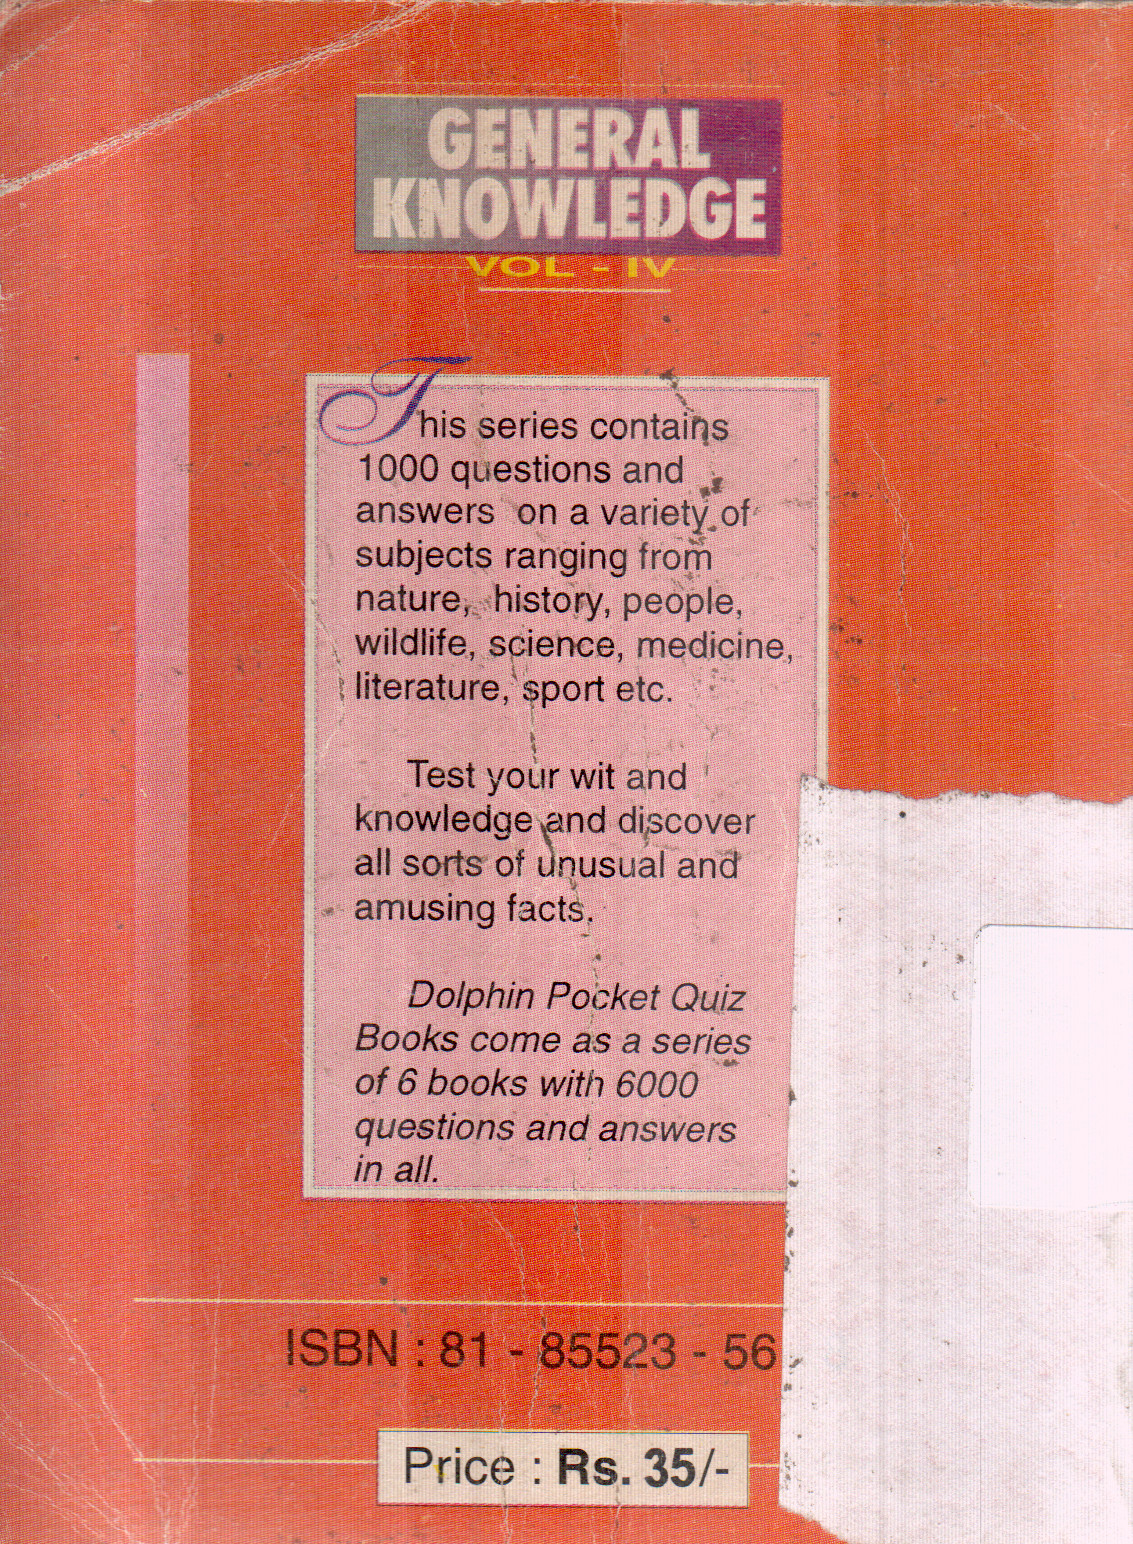 GENERAL
KNOWLEDGE
VOL - IV
This series contains
1000 questions and
answers on a variety of
subjects ranging from
nature, history, people,
wildlife, science, medicine,
literature, sport etc.
Test your wit and
knowledge and discover
all sorts of unusual and
amusing facts.
Dolphin Pocket Quiz
Books come as a series
of 6 books with 6000
questions and answers
in all.
ISBN : 81 - 85523 - 56
Price : Rs. 35/-